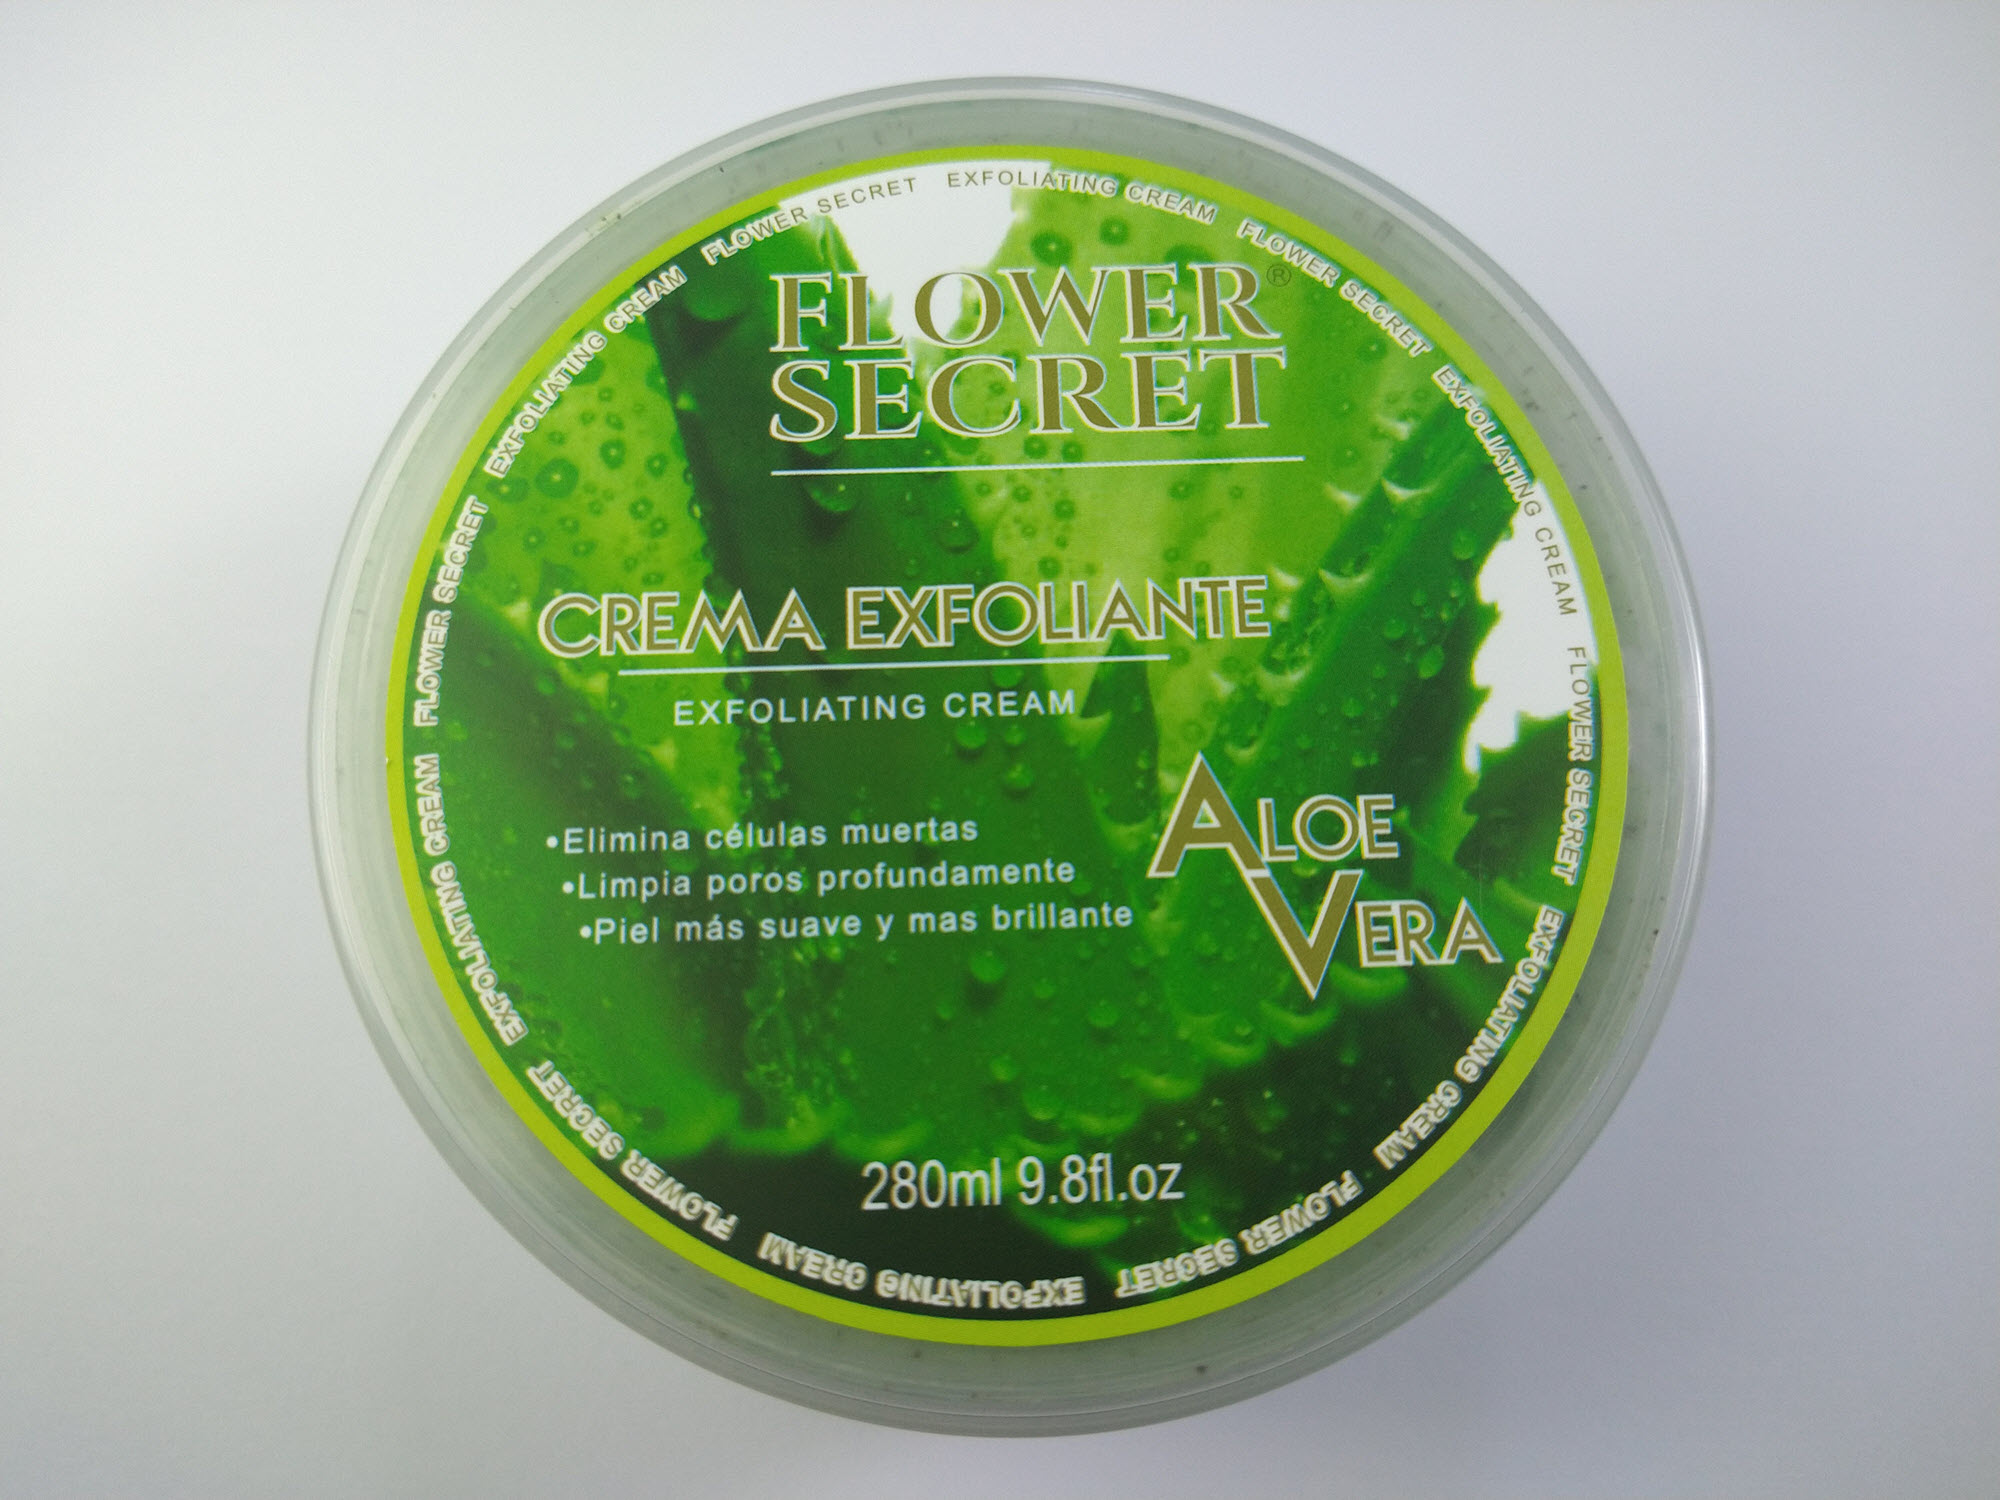 FLOWER SECRET EXFOLIATING CREAM FLOWER SECRET EXFOLIATING CREAM FLOWER SECRET EXFOLIATING CREAM FLOWER SECRET EXFOLIATING CREAM FLOWER SECRET EXFOLIATING CREAM FLOWER SECRET EXFOLIATING CREAM
FLOWER®
SECRET
CREMA EXFOLIANTE
EXFOLIATING CREAM
ALOE
VERA
•Elimina células muertas
•Limpia poros profundamente
•Piel más suave y mas brillante
280ml 9.8fl.oz